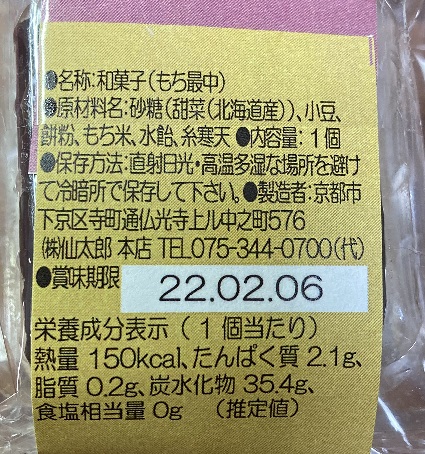 ●名称:和菓子(もち最中)
●原材料名:砂糖(甜菜(北海道産))、小豆、
餅粉、もち米、水飴、糸寒天 ●内容量:1個
●保存方法:直射日光・高温多湿な場所を避け
て冷暗所で保存して下さい。●製造者:京都市
下京区寺町通仏光寺上ル中之町576
㈱仙太郎 本店 TEL075-344-0700(代)
●賞味期限 22.02.06
栄養成分表示(1個当たり)
熱量 150kcal、たんぱく質 2.1g、
脂質 0.2g、炭水化物 35.4g、
食塩相当量 0g (推定値)